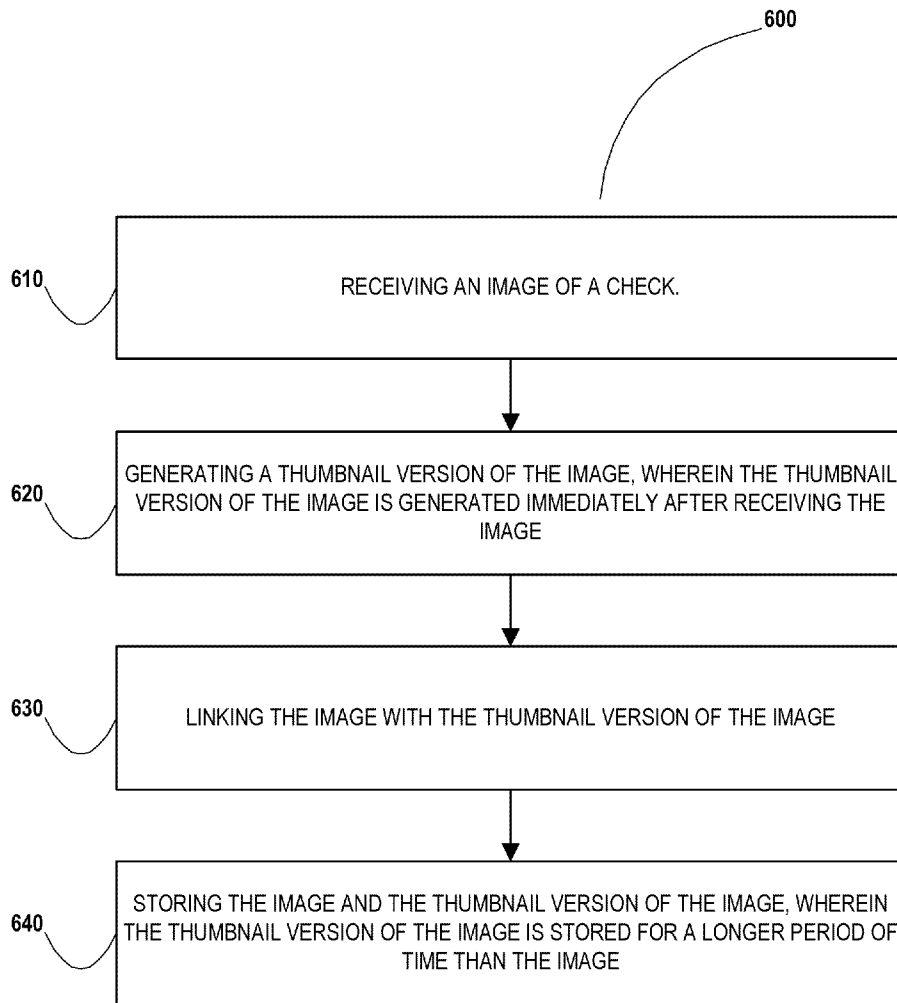 600
610
RECEIVING AN IMAGE OF A CHECK.
620
GENERATING A THUMBNAIL VERSION OF THE IMAGE, WHEREIN THE THUMBNAIL
VERSION OF THE IMAGE IS GENERATED IMMEDIATELY AFTER RECEIVING THE
IMAGE
630
LINKING THE IMAGE WITH THE THUMBNAIL VERSION OF THE IMAGE
640
STORING THE IMAGE AND THE THUMBNAIL VERSION OF THE IMAGE, WHEREIN
THE THUMBNAIL VERSION OF THE IMAGE IS STORED FOR A LONGER PERIOD OF
TIME THAN THE IMAGE